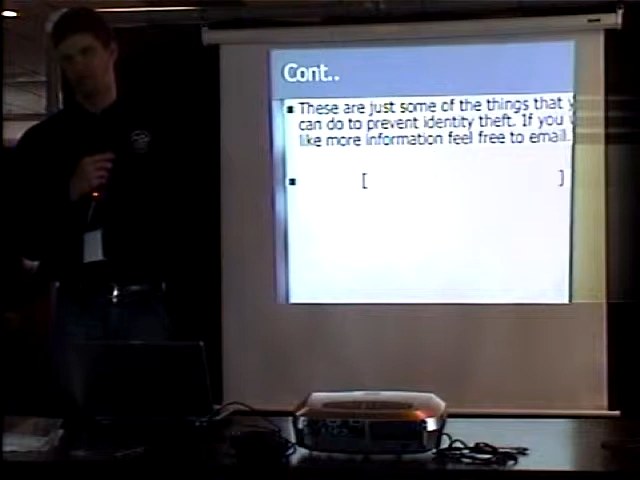 Cont..
These are just some of the things that
can do to prevent identity theft. If you
like more information feel free to email.
[ ]